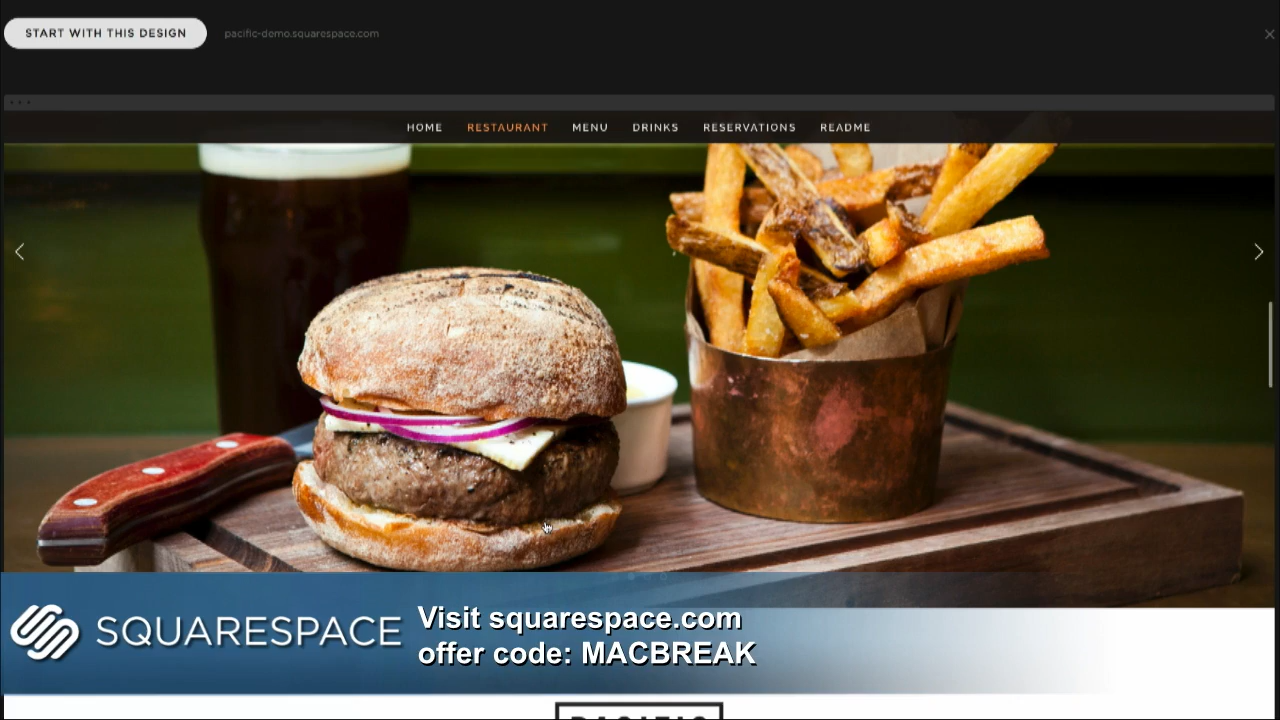 START WITH THIS DESIGN
pacific-demo.squarespace.com
HOME RESTAURANT MENU DRINKS RESERVATIONS README
SQUARESPACE
Visit squarespace.com
offer code: MACBREAK
PACIFIC